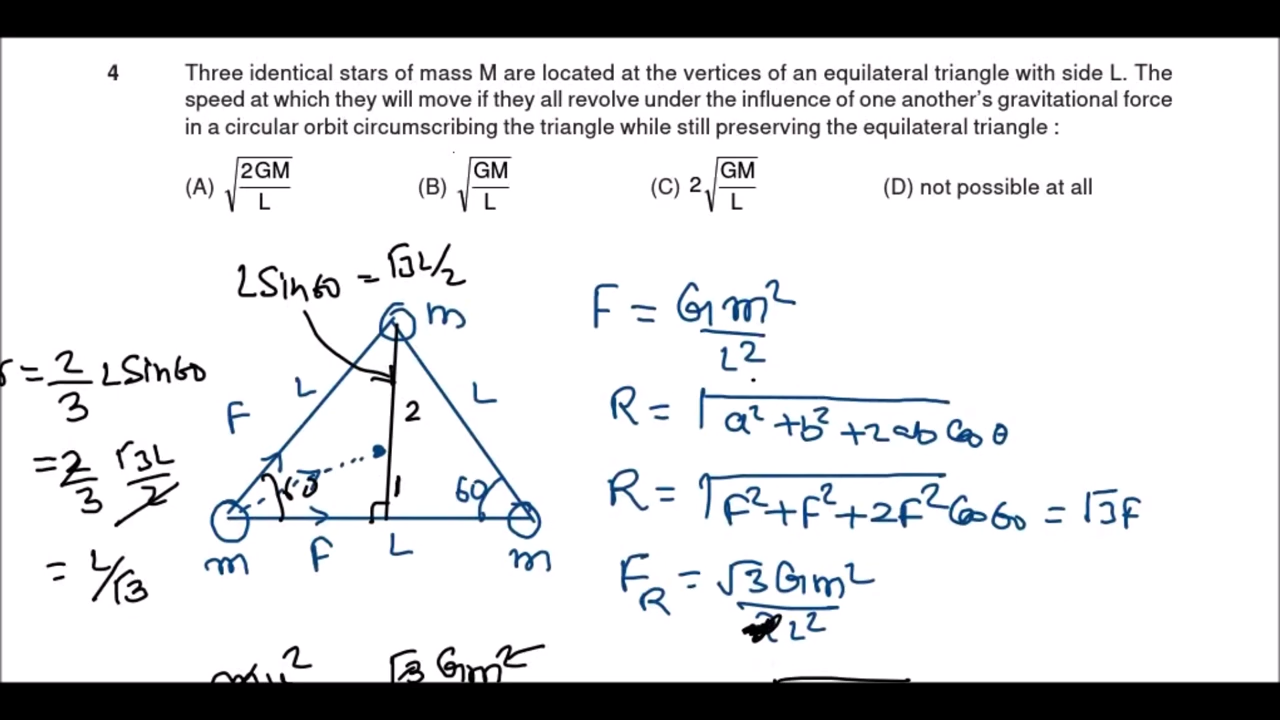 4 Three identical stars of mass M are located at the vertices of an equilateral triangle with side L. The
speed at which they will move if they all revolve under the influence of one another's gravitational force
in a circular orbit circumscribing the triangle while still preserving the equilateral triangle :
(A) √(2GM/L) (B) √(GM/L) (C) 2√(GM/L) (D) not possible at all
LSin60 = √3L/2
m
F = Gm²/L²
r = 2/3 LSin60
L
L
F
2
R = √(a² + b² + 2ab Cos θ
= 2/3 √3L/2
1
60
R = √(F² + F² + 2F² Cos60 = √3F
m F L m
= L/√3
F_R = √3Gm²/L²
mv² √3 Gm²